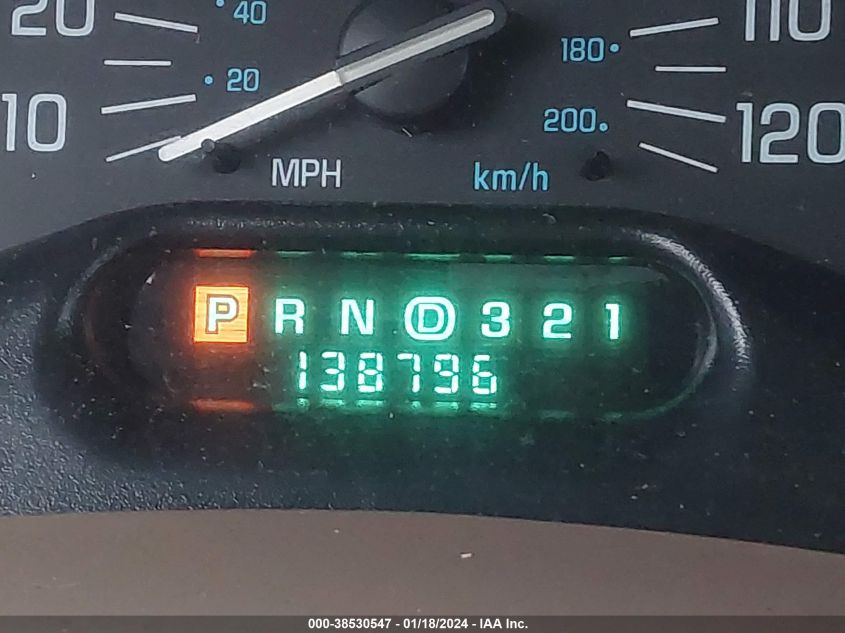 20 40 180 110
10 20 200 120
MPH km/h
P R N D 3 2 1
138796
000-38530547 - 01/18/2024 - IAA Inc.